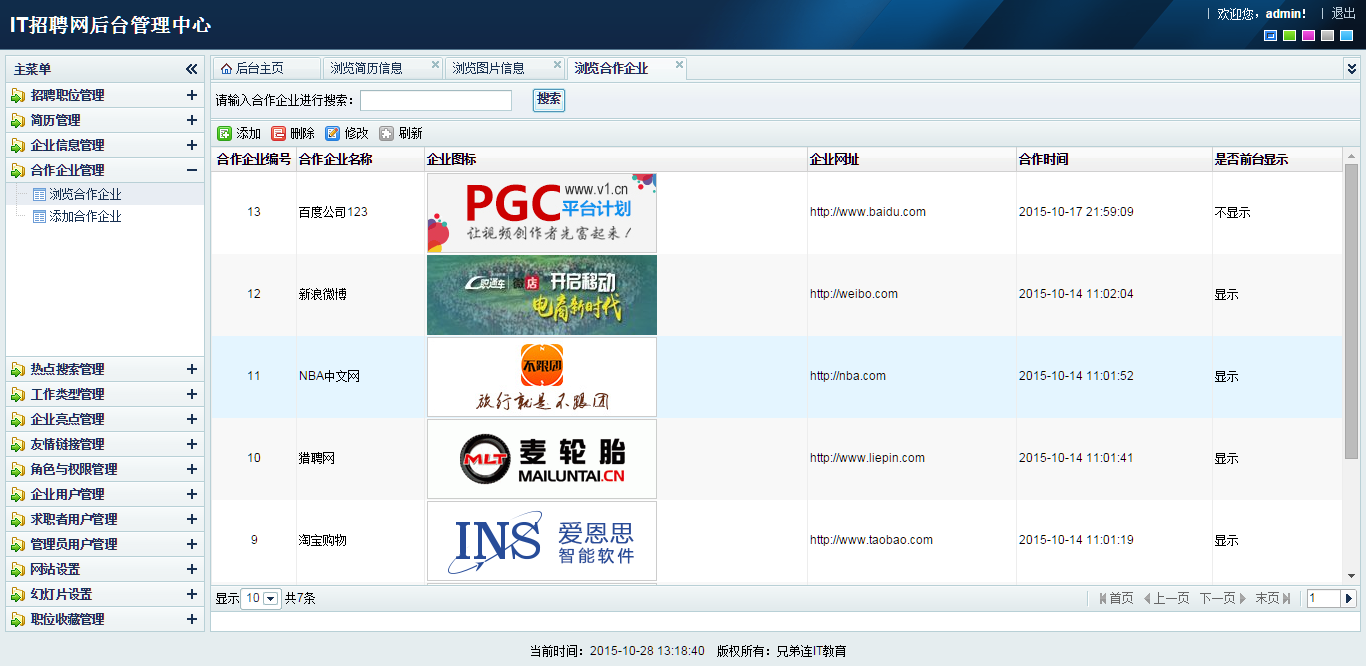 IT招聘网后台管理中心
欢迎您，admin! 退出
主菜单
招聘职位管理
简历管理
企业信息管理
合作企业管理
浏览合作企业
添加合作企业
热点搜索管理
工作类型管理
企业亮点管理
友情链接管理
角色与权限管理
企业用户管理
求职者用户管理
管理员用户管理
网站设置
幻灯片设置
职位收藏管理
后台主页 浏览简历信息 浏览图片信息 浏览合作企业
请输入合作企业进行搜索： 搜索
添加 删除 修改 刷新
合作企业编号 合作企业名称 企业图标 企业网址 合作时间 是否前台显示
13 百度公司123 http://www.baidu.com 2015-10-17 21:59:09 不显示
PGC www.v1.cn
平台计划
让视频创作者先富起来！
12 新浪微博 http://weibo.com 2015-10-14 11:02:04 显示
职通车 微店 开启移动
电商新时代
11 NBA中文网 http://nba.com 2015-10-14 11:01:52 显示
不限团
旅行就是不跟团
10 猎聘网 http://www.liepin.com 2015-10-14 11:01:41 显示
MLT 麦轮胎
MAILUNTAI.CN
9 淘宝购物 http://www.taobao.com 2015-10-14 11:01:19 显示
INS 爱恩思
智能软件
显示 10 共7条 首页 上一页 下一页 末页 1
当前时间：2015-10-28 13:18:40 版权所有：兄弟连IT教育